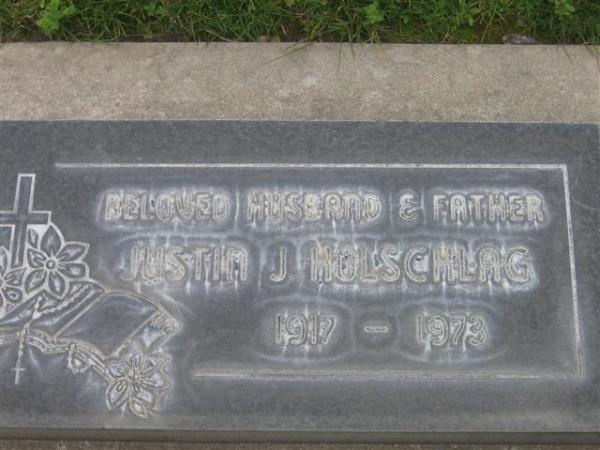 BELOVED HUSBAND & FATHER
JUSTIN J. HOLSCHLAG
1917 - 1973